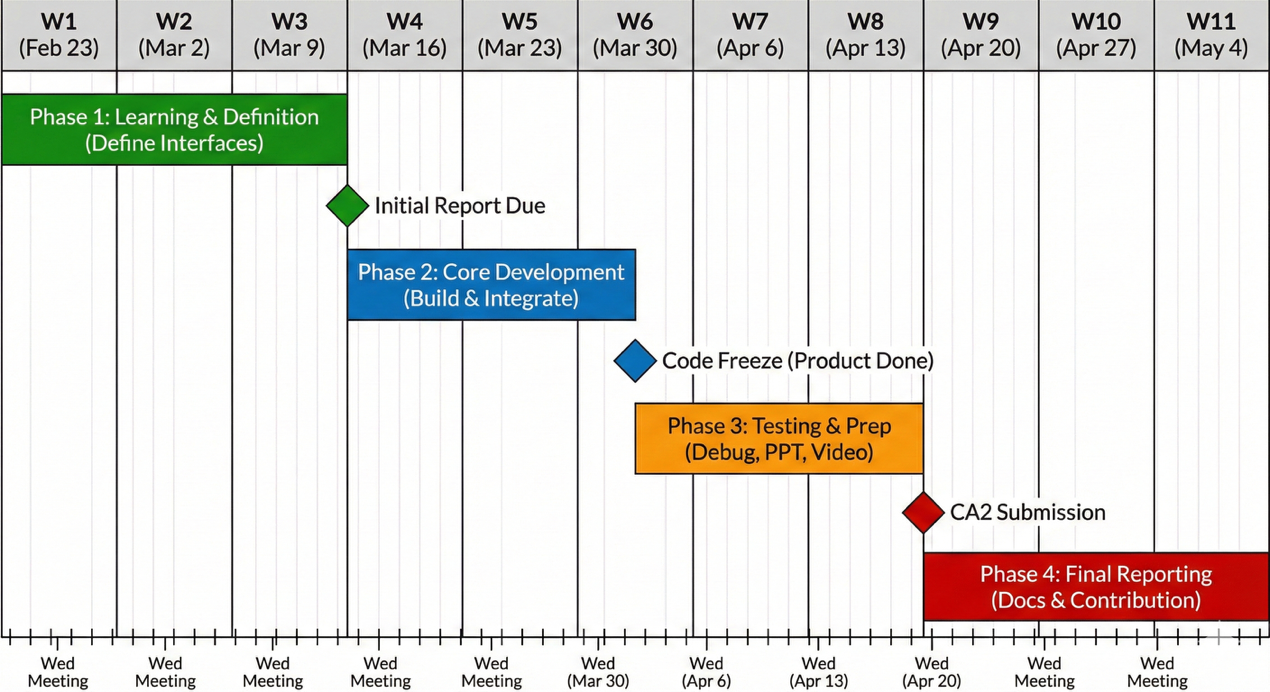 W1 W2 W3 W4 W5 W6 W7 W8 W9 W10 W11
(Feb 23) (Mar 2) (Mar 9) (Mar 16) (Mar 23) (Mar 30) (Apr 6) (Apr 13) (Apr 20) (Apr 27) (May 4)
Phase 1: Learning & Definition
(Define Interfaces)
Initial Report Due
Phase 2: Core Development
(Build & Integrate)
Code Freeze (Product Done)
Phase 3: Testing & Prep
(Debug, PPT, Video)
CA2 Submission
Phase 4: Final Reporting
(Docs & Contribution)
Wed Wed Wed Wed Wed Wed Wed Wed Wed Wed Wed
Meeting Meeting Meeting Meeting Meeting (Mar 30) (Apr 6) (Apr 13) (Apr 20) Meeting Meeting